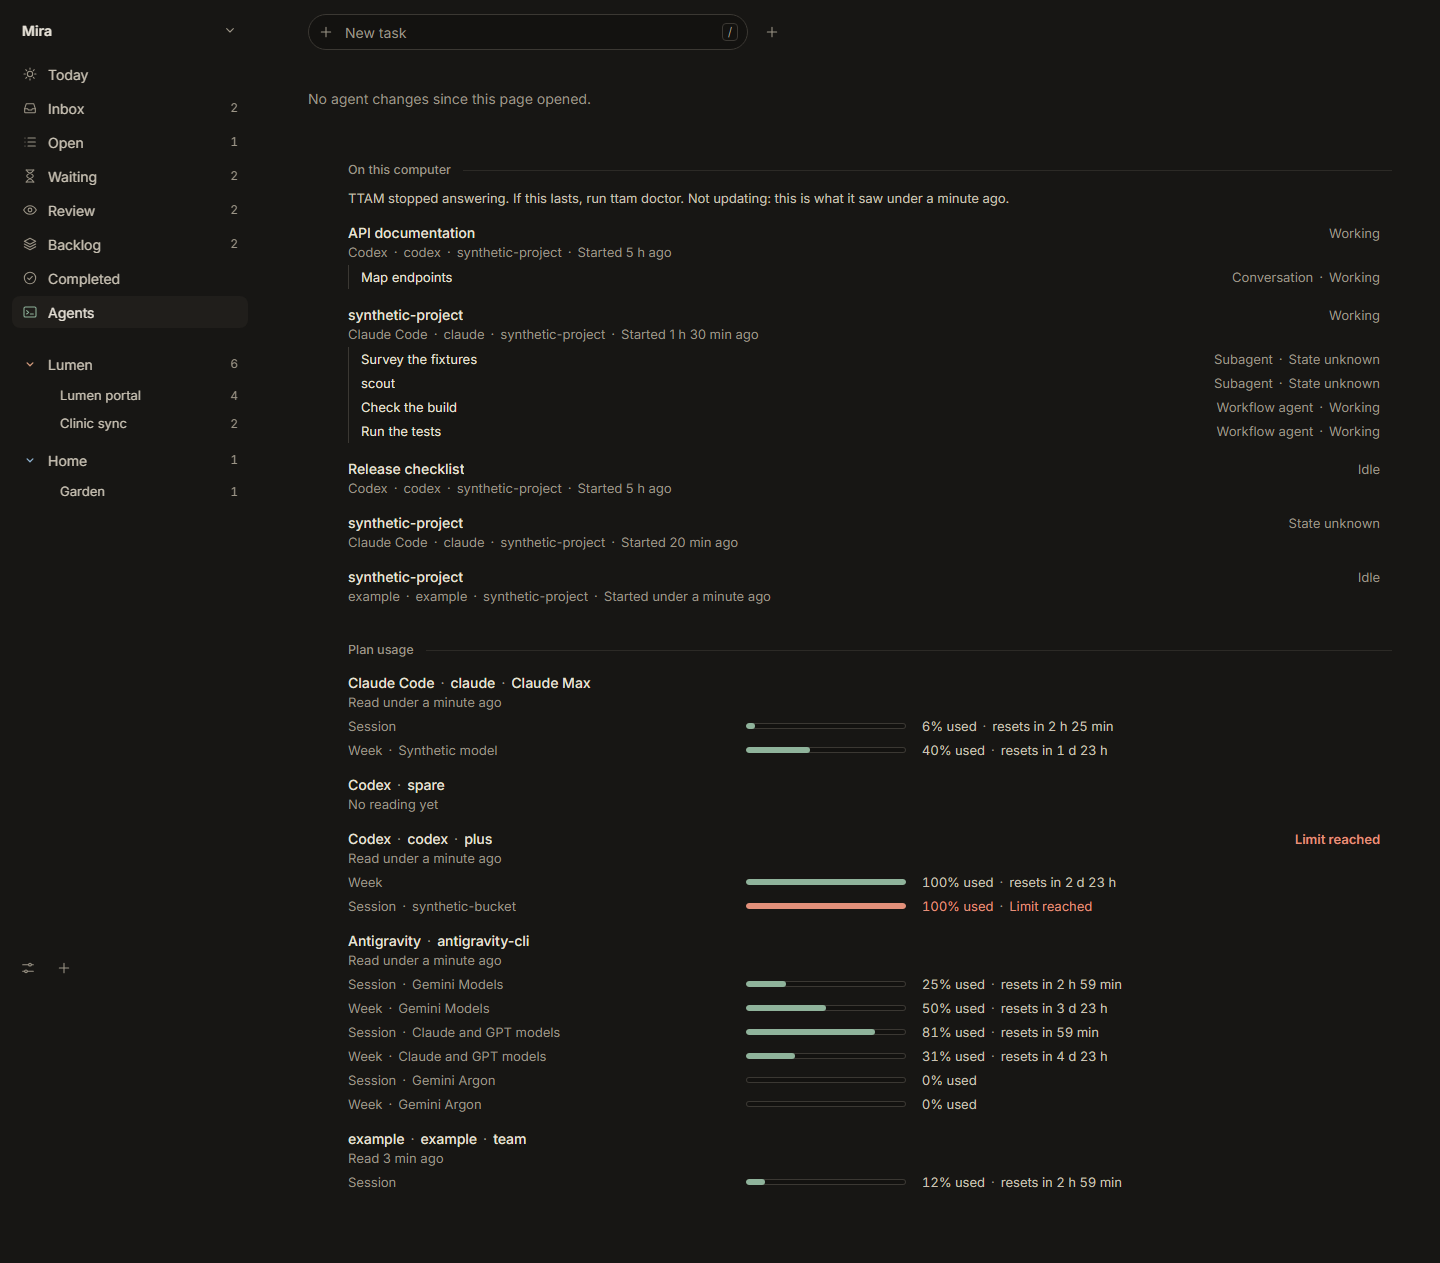 Mira
New task /
Today
Inbox 2
Open 1
Waiting 2
Review 2
Backlog 2
Completed
Agents
Lumen 6
Lumen portal 4
Clinic sync 2
Home 1
Garden 1
No agent changes since this page opened.
On this computer
TTAM stopped answering. If this lasts, run ttam doctor. Not updating: this is what it saw under a minute ago.
API documentation Working
Codex · codex · synthetic-project · Started 5 h ago
Map endpoints Conversation · Working
synthetic-project Working
Claude Code · claude · synthetic-project · Started 1 h 30 min ago
Survey the fixtures Subagent · State unknown
scout Subagent · State unknown
Check the build Workflow agent · Working
Run the tests Workflow agent · Working
Release checklist Idle
Codex · codex · synthetic-project · Started 5 h ago
synthetic-project State unknown
Claude Code · claude · synthetic-project · Started 20 min ago
synthetic-project Idle
example · example · synthetic-project · Started under a minute ago
Plan usage
Claude Code · claude · Claude Max
Read under a minute ago
Session 6% used · resets in 2 h 25 min
Week · Synthetic model 40% used · resets in 1 d 23 h
Codex · spare
No reading yet
Codex · codex · plus Limit reached
Read under a minute ago
Week 100% used · resets in 2 d 23 h
Session · synthetic-bucket 100% used · Limit reached
Antigravity · antigravity-cli
Read under a minute ago
Session · Gemini Models 25% used · resets in 2 h 59 min
Week · Gemini Models 50% used · resets in 3 d 23 h
Session · Claude and GPT models 81% used · resets in 59 min
Week · Claude and GPT models 31% used · resets in 4 d 23 h
Session · Gemini Argon 0% used
Week · Gemini Argon 0% used
example · example · team
Read 3 min ago
Session 12% used · resets in 2 h 59 min